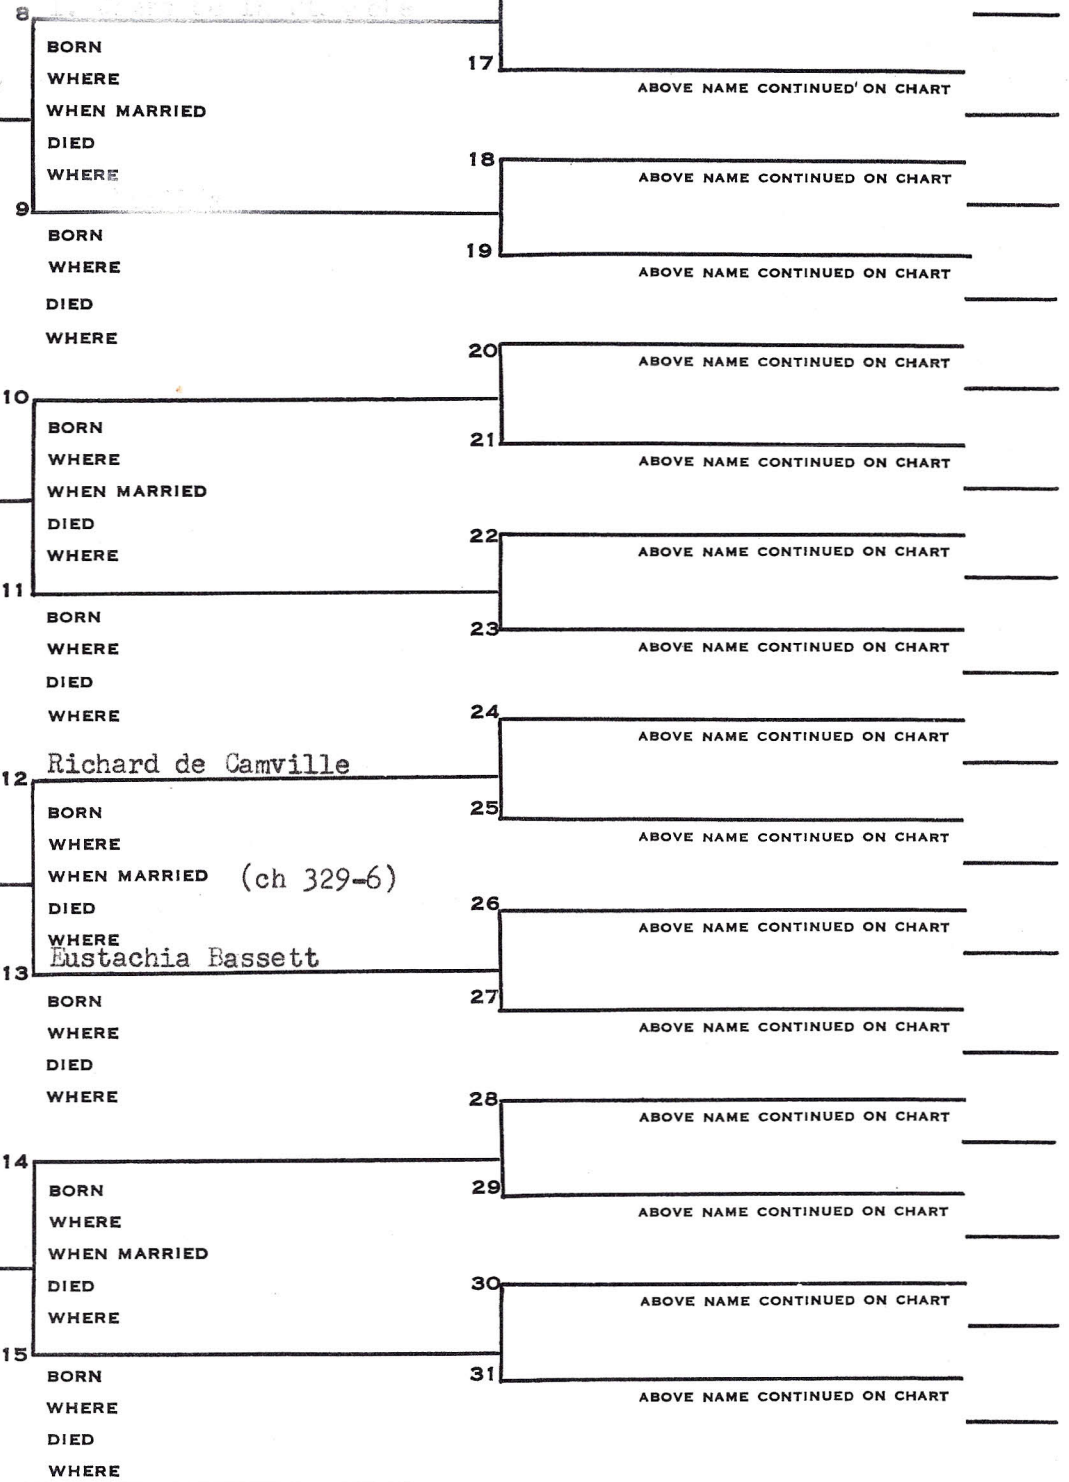 8
BORN
WHERE
WHEN MARRIED
DIED
WHERE
9
BORN
WHERE
DIED
WHERE
10
BORN
WHERE
WHEN MARRIED
DIED
WHERE
11
BORN
WHERE
DIED
WHERE
Richard de Camville
12
BORN
WHERE
WHEN MARRIED (ch 329-6)
DIED
WHERE
Eustachia Bassett
13
BORN
WHERE
DIED
WHERE
14
BORN
WHERE
WHEN MARRIED
DIED
WHERE
15
BORN
WHERE
DIED
WHERE
17
ABOVE NAME CONTINUED ON CHART
18
ABOVE NAME CONTINUED ON CHART
19
ABOVE NAME CONTINUED ON CHART
20
ABOVE NAME CONTINUED ON CHART
21
ABOVE NAME CONTINUED ON CHART
22
ABOVE NAME CONTINUED ON CHART
23
ABOVE NAME CONTINUED ON CHART
24
ABOVE NAME CONTINUED ON CHART
25
ABOVE NAME CONTINUED ON CHART
26
ABOVE NAME CONTINUED ON CHART
27
ABOVE NAME CONTINUED ON CHART
28
ABOVE NAME CONTINUED ON CHART
29
ABOVE NAME CONTINUED ON CHART
30
ABOVE NAME CONTINUED ON CHART
31
ABOVE NAME CONTINUED ON CHART